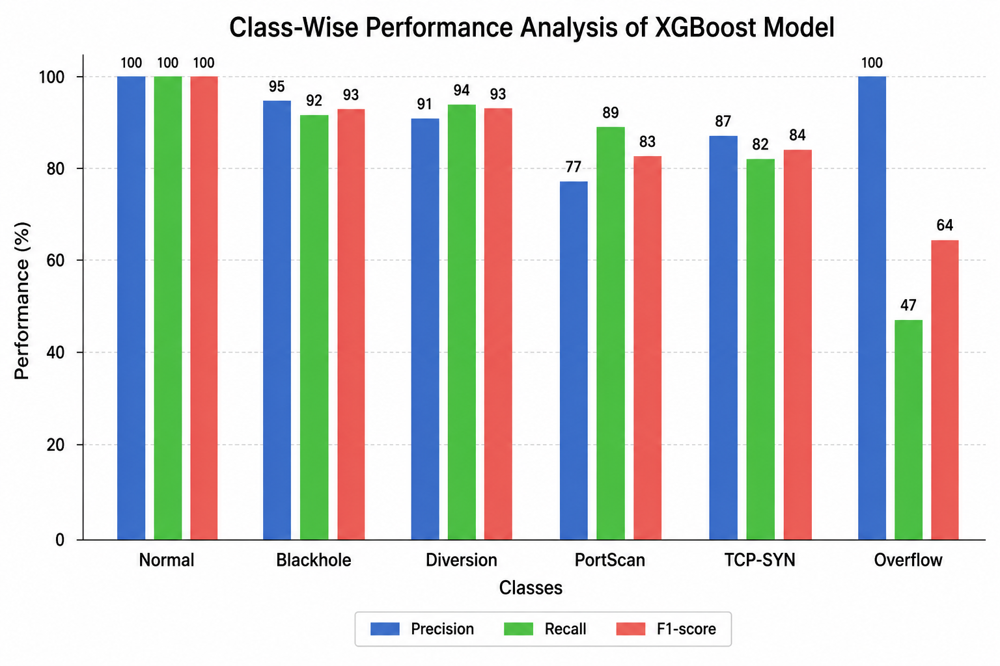 Class-Wise Performance Analysis of XGBoost Model
Performance (%)
100
80
60
40
20
0
100 100 100
95 92 93
91 94 93
77 89 83
87 82 84
100 47 64
Normal Blackhole Diversion PortScan TCP-SYN Overflow
Classes
Precision Recall F1-score